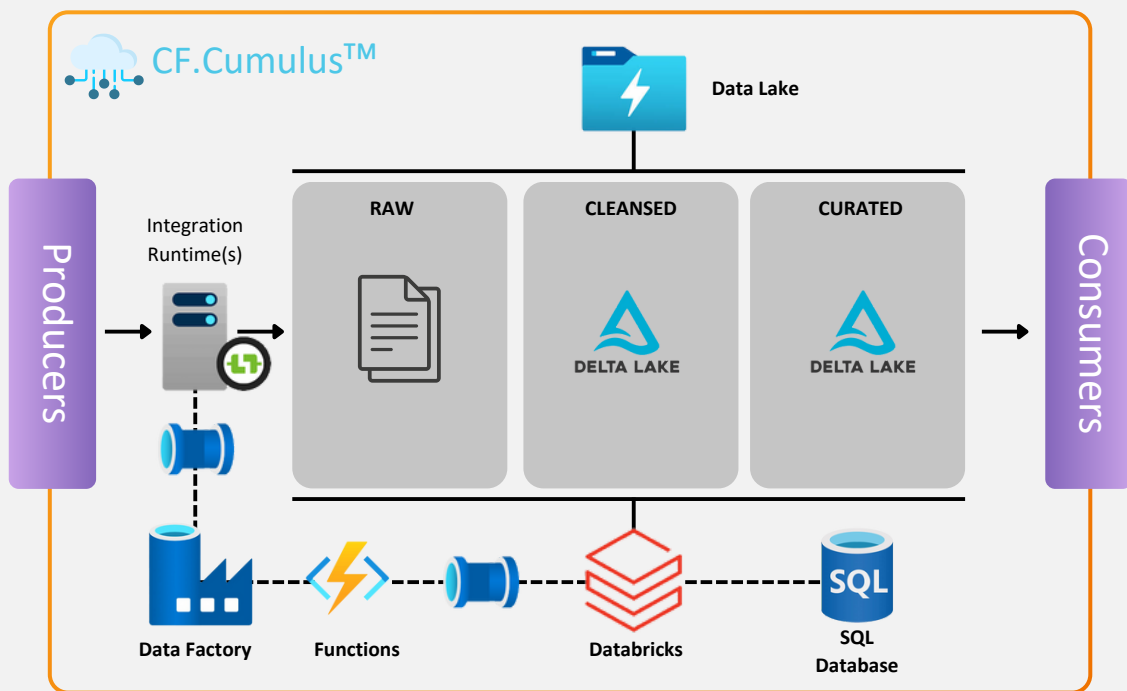 CF.Cumulus™
Data Lake
Producers
Integration
Runtime(s)
RAW
CLEANSED
CURATED
DELTA LAKE
DELTA LAKE
Consumers
Data Factory
Functions
Databricks
SQL
SQL
Database